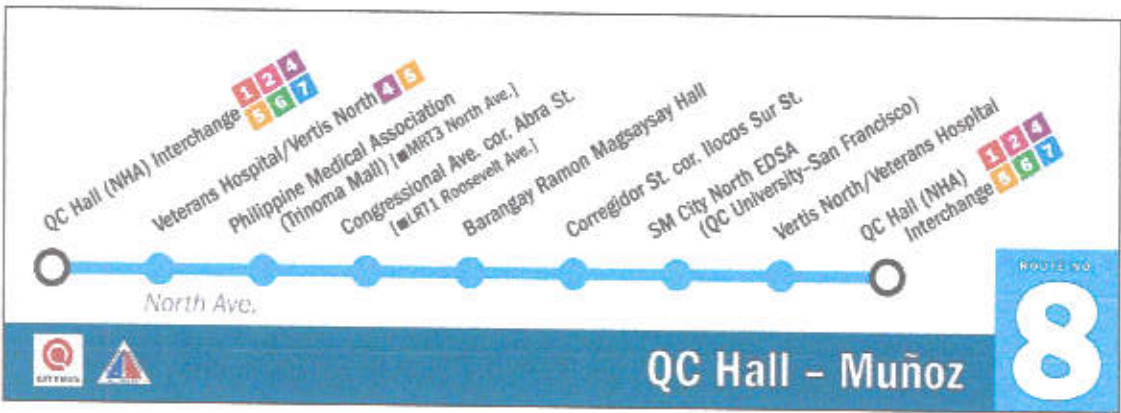 QC Hall (NHA) Interchange 1 2 4
5 6 7
Veterans Hospital/Vertis North 4 5
Philippine Medical Association
(Trinoma Mall) [■MRT3 North Ave.]
Congressional Ave. cor. Abra St.
[■LRT1 Roosevelt Ave.]
Barangay Ramon Magsaysay Hall
Corregidor St. cor. Ilocos Sur St.
SM City North EDSA
(QC University-San Francisco)
Vertis North/Veterans Hospital
QC Hall (NHA)
Interchange 1 2 4
5 6 7
North Ave.
ROUTE NO.
8
QC Hall – Muñoz